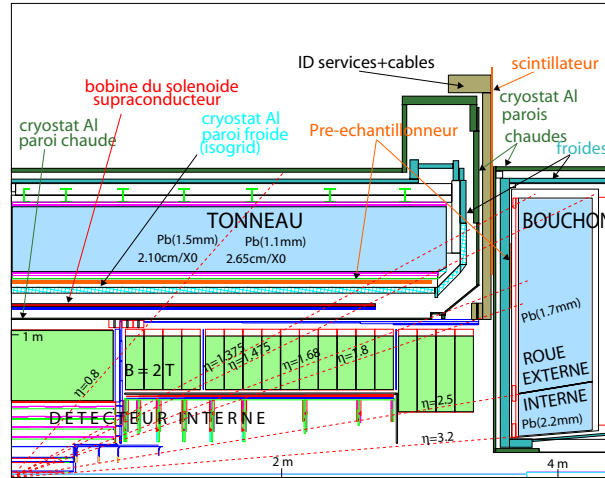 ID services+cables
scintillateur
bobine du solenoide
supraconducteur
cryostat Al
paroi chaude
cryostat Al
paroi froide
(isogrid)
Pre-echantillonneur
cryostat Al
parois
chaudes
froides
TONNEAU
BOUCHON
Pb(1.5mm)
Pb(1.1mm)
2.10cm/X0
2.65cm/X0
Pb(1.7mm)
1 m
η=0.8
B = 2 T
η=1.375
η=1.475
η=1.68
η=1.8
ROUE
EXTERNE
INTERNE
η=2.5
Pb(2.2mm)
DETECTEUR INTERNE
η=3.2
2 m
4 m